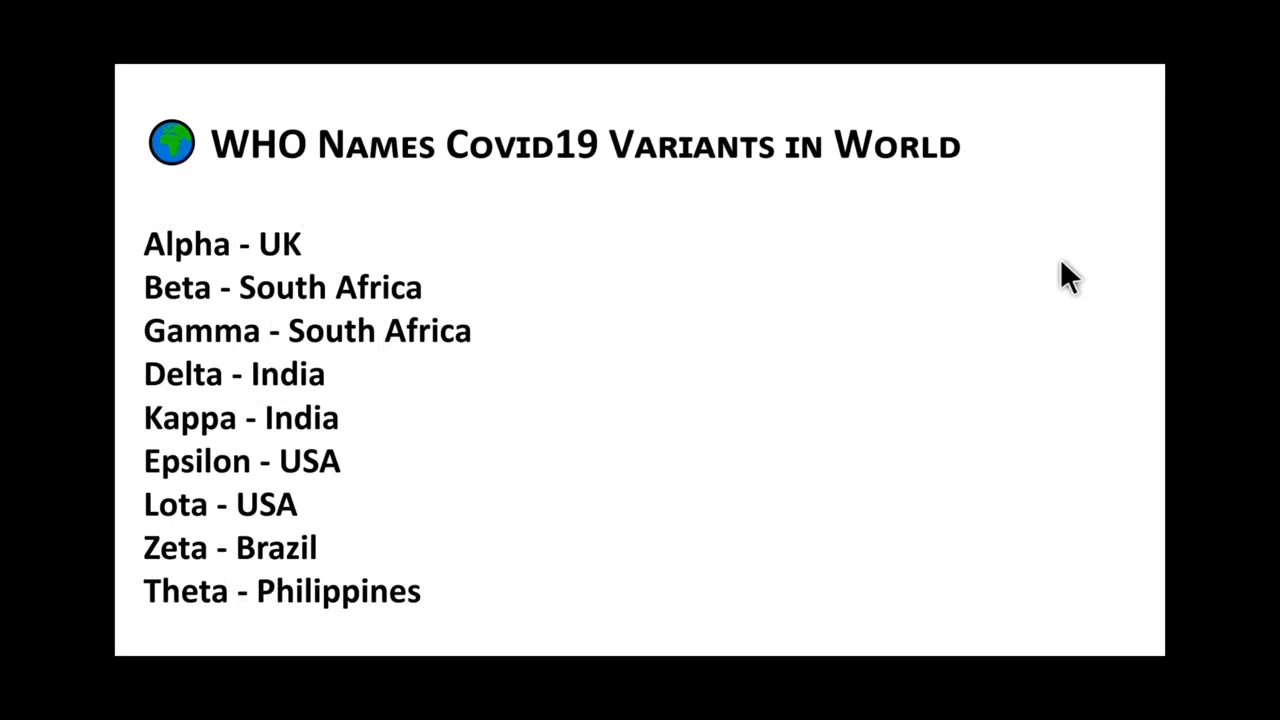 WHO Names Covid19 Variants in World
Alpha - UK
Beta - South Africa
Gamma - South Africa
Delta - India
Kappa - India
Epsilon - USA
Lota - USA
Zeta - Brazil
Theta - Philippines